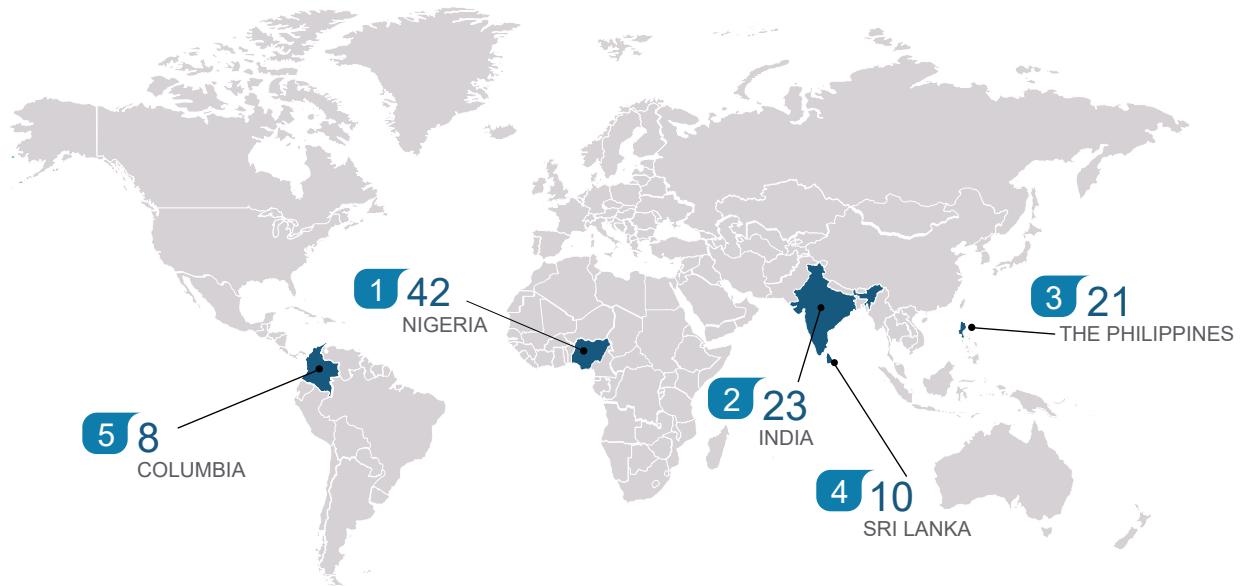 1 42
NIGERIA
2 23
INDIA
3 21
THE PHILIPPINES
4 10
SRI LANKA
5 8
COLUMBIA